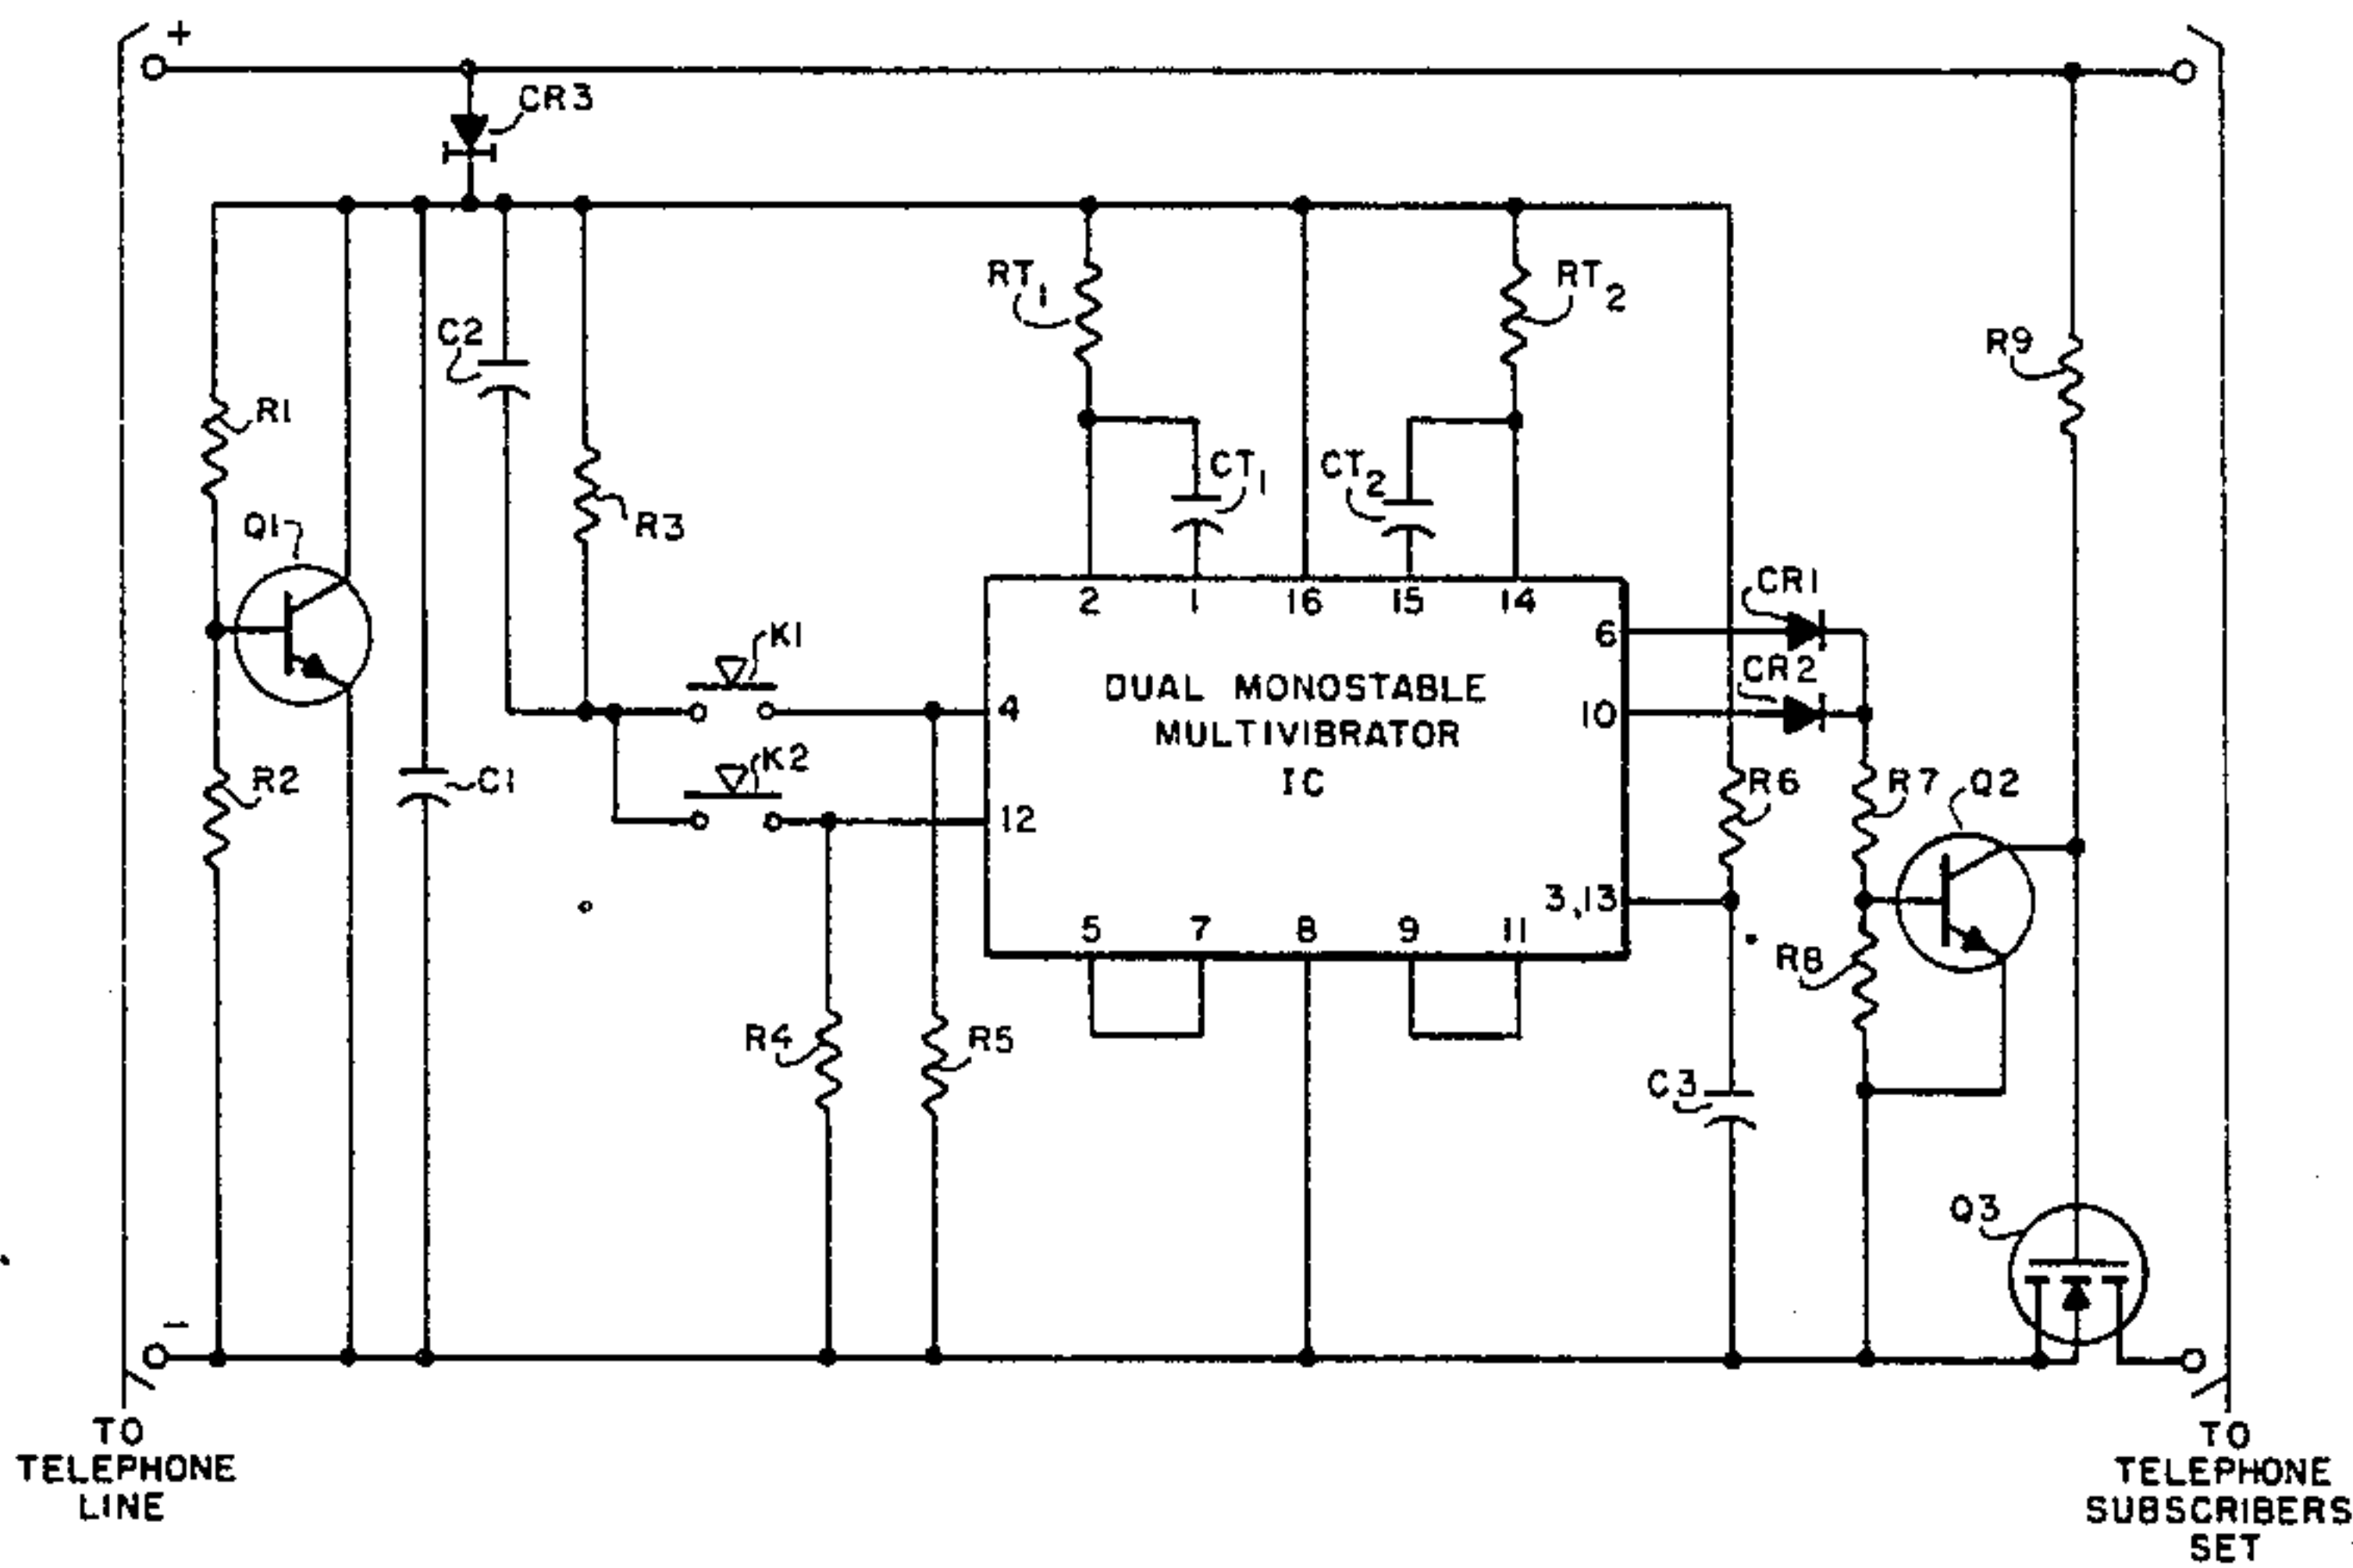 +
CR3
RT1
RT2
C2
R9
R1
CT1
CT2
Q1
R3
2 1 16 15 14
CR1
6
K1
DUAL MONOSTABLE
MULTIVIBRATOR
IC
CR2
4
10
K2
R2
C1
R6
R7
Q2
12
3,13
5 7 8 9 11
R8
R4
R5
C3
Q3
−
TO
TELEPHONE
LINE
TO
TELEPHONE
SUBSCRIBERS
SET